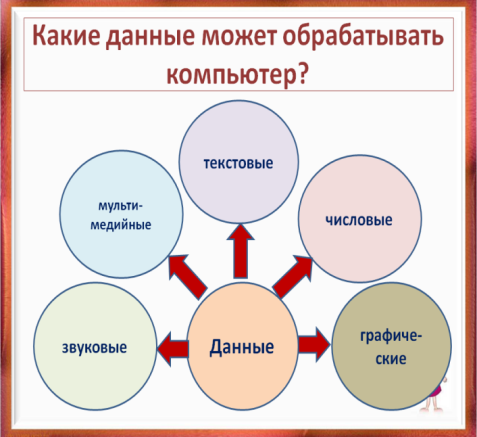 Какие данные может обрабатывать
компьютер?
текстовые
мульти-
медийные
числовые
звуковые
Данные
графиче-
ские